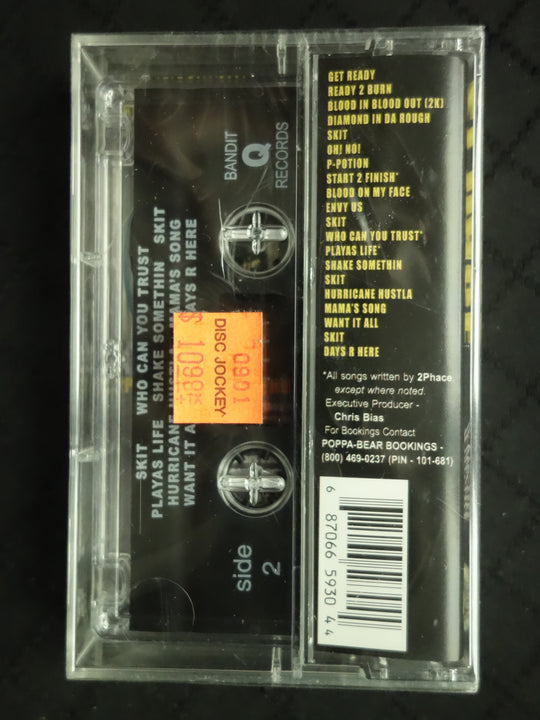 GET READY
READY 2 BURN
BLOOD IN BLOOD OUT (2K)
DIAMOND IN DA ROUGH
SKIT
OH! NO!
P-POTION
START 2 FINISH*
BLOOD ON MY FACE
ENVY US
SKIT
WHO CAN YOU TRUST*
PLAYAS LIFE*
SHAKE SOMETHIN
SKIT
HURRICANE HUSTLA
MAMA'S SONG
WANT IT ALL
SKIT
DAYS R HERE
*All songs written by 2Phace
except where noted.
Executive Producer -
Chris Bias
For Bookings Contact
POPPA-BEAR BOOKINGS -
(800) 469-0237 (PIN - 101-681)
6 87066 5930 4 4
BANDIT
Q
RECORDS
SKIT WHO CAN YOU TRUST
PLAYAS LIFE SHAKE SOMETHIN SKIT
HURRICANE MAMA'S SONG
WANT IT DAYS R HERE
side
2
70901
DISC JOCKEY